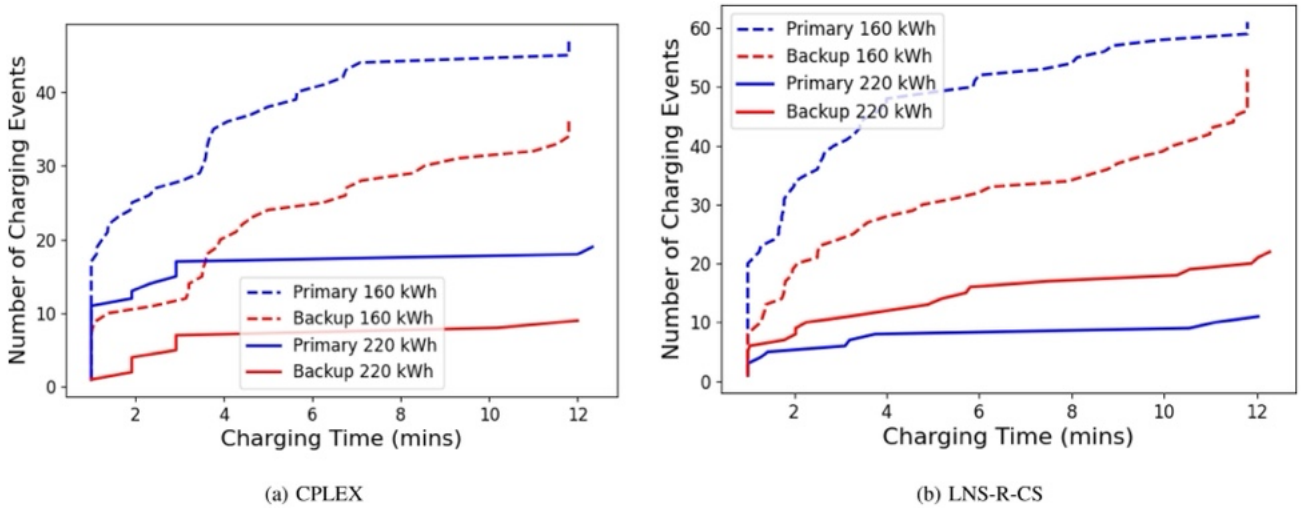 Number of Charging Events
40
30
20
10
0
Primary 160 kWh
Backup 160 kWh
Primary 220 kWh
Backup 220 kWh
2 4 6 8 10 12
Charging Time (mins)
(a) CPLEX
Number of Charging Events
60
50
40
30
20
10
0
Primary 160 kWh
Backup 160 kWh
Primary 220 kWh
Backup 220 kWh
2 4 6 8 10 12
Charging Time (mins)
(b) LNS-R-CS